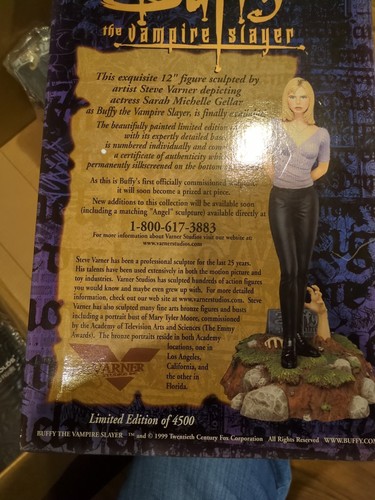 Buffy
the vampire slayer
This exquisite 12" figure sculpted by
artist Steve Varner depicting
actress Sarah Michelle Gellar
as Buffy the Vampire Slayer, is finally
The beautifully painted limited edition
with its expertly detailed
is numbered individually and
a certificate of authenticity
permanently silkscreened on the bottom
As this is Buffy's first officially commissioned
it will soon become a prized art piece.
New additions to this collection will be available soon
(including a matching "Angel" sculpture) available directly at
1-800-617-3883
For more information about Varner Studios visit our website at:
www.varnerstudios.com
Steve Varner has been a professional sculptor for the last 25 years.
His talents have been used extensively in both the motion picture and
toy industries. Varner Studios has sculpted hundreds of action figures
you would know and maybe even grew up with. For more detailed
information, check out our web site at www.varnerstudios.com. Steve
Varner has also sculpted many fine arts bronze figures and busts
including a portrait bust of Mary Tyler Moore, commissioned
by the Academy of Television Arts and Sciences (The Emmy
Awards). The bronze portraits reside in both Academy
locations, one in
Los Angeles,
California, and
the other in
Florida.
VARNER
Limited Edition of 4500
BUFFY THE VAMPIRE SLAYER ™ and © 1999 Twentieth Century Fox Corporation All Rights Reserved WWW.BUFFY.COM